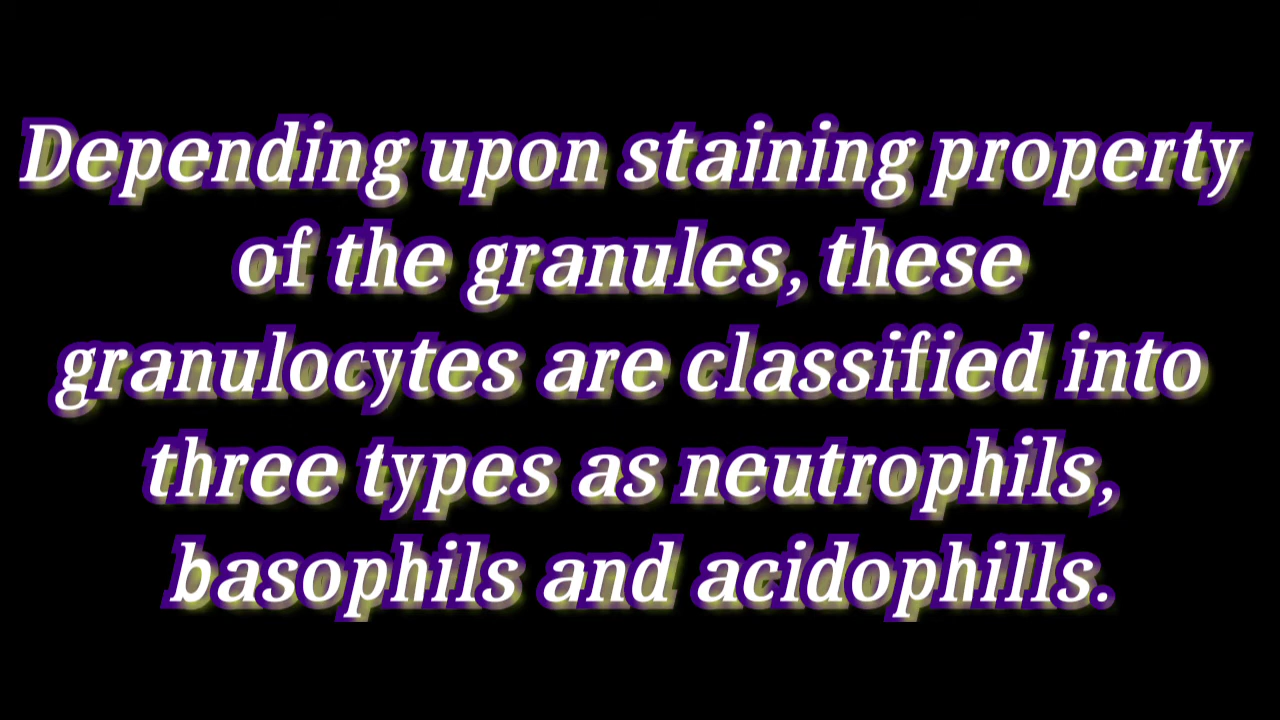 Depending upon staining property
of the granules, these
granulocytes are classified into
three types as neutrophils,
basophils and acidophills.